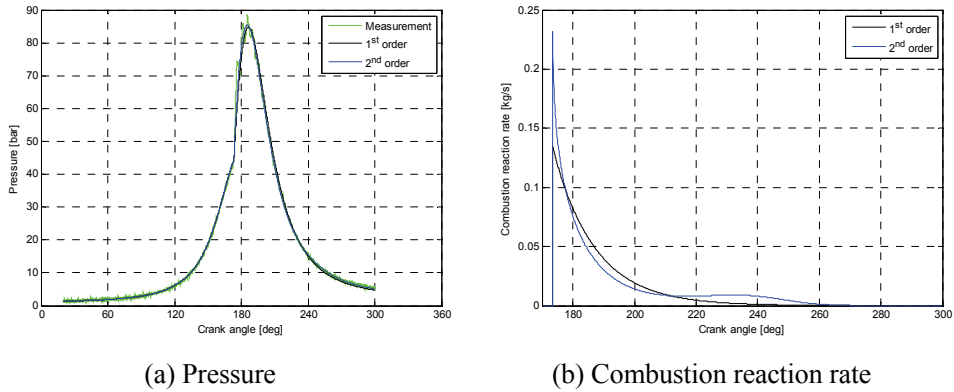 90
80
70
60
50
40
30
20
10
0
Pressure [bar]
0 60 120 180 240 300 360
Crank angle [deg]
Measurement
1st order
2nd order
(a) Pressure
0.25
0.2
0.15
0.1
0.05
0
Combustion reaction rate [kg/s]
180 200 220 240 260 280 300
Crank angle [deg]
1st order
2nd order
(b) Combustion reaction rate